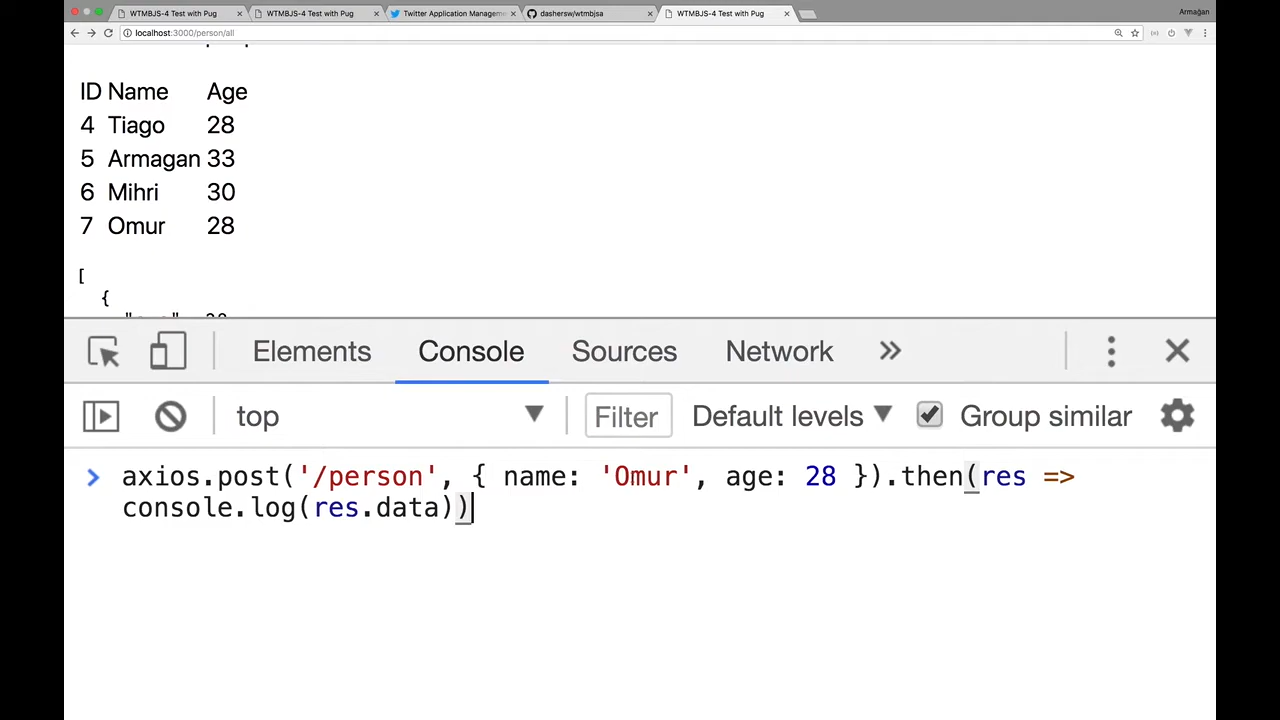 WTMBJS-4 Test with Pug
WTMBJS-4 Test with Pug
Twitter Application Manageme
dashersw/wtmbjsa
WTMBJS-4 Test with Pug
Armağan
localhost:3000/person/all
ID Name Age
4 Tiago 28
5 Armagan 33
6 Mihri 30
7 Omur 28
[
{
Elements Console Sources Network »
top Filter Default levels Group similar
> axios.post('/person', { name: 'Omur', age: 28 }).then(res =>
console.log(res.data))